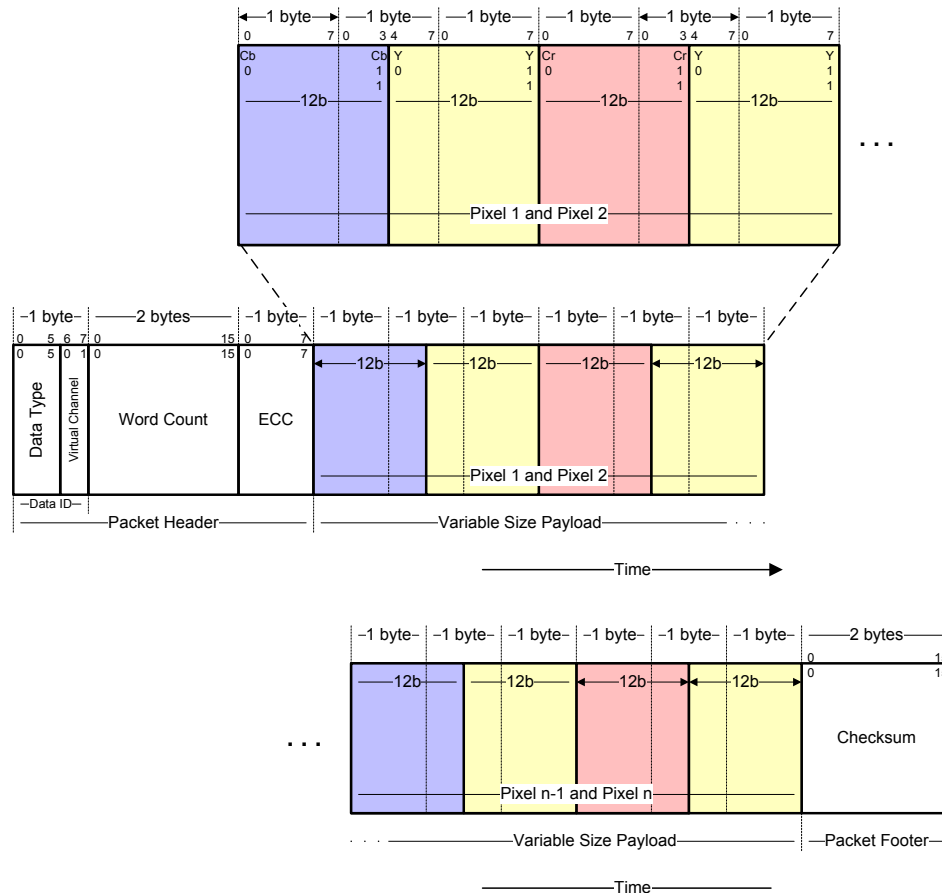 1 byte 1 byte 1 byte 1 byte 1 byte 1 byte
0 7 0 3 4 7 0 7 0 7 0 3 4 7 0 7
Cb Cb Y Y Cr Cr Y Y
0 1 0 1 0 1 0 1
1 1 1 1
12b 12b 12b 12b
. . .
Pixel 1 and Pixel 2
1 byte 2 bytes 1 byte 1 byte 1 byte 1 byte 1 byte 1 byte 1 byte
0 5 6 7 0 15 0 7
0 5 0 1 0 15 0 7
12b 12b 12b 12b
Data Type
Virtual Channel
Word Count
ECC
Pixel 1 and Pixel 2
Data ID
Packet Header Variable Size Payload . . .
Time
1 byte 1 byte 1 byte 1 byte 1 byte 1 byte 2 bytes
0
0
12b 12b 12b 12b
. . .
Checksum
Pixel n-1 and Pixel n
. . . Variable Size Payload Packet Footer
Time